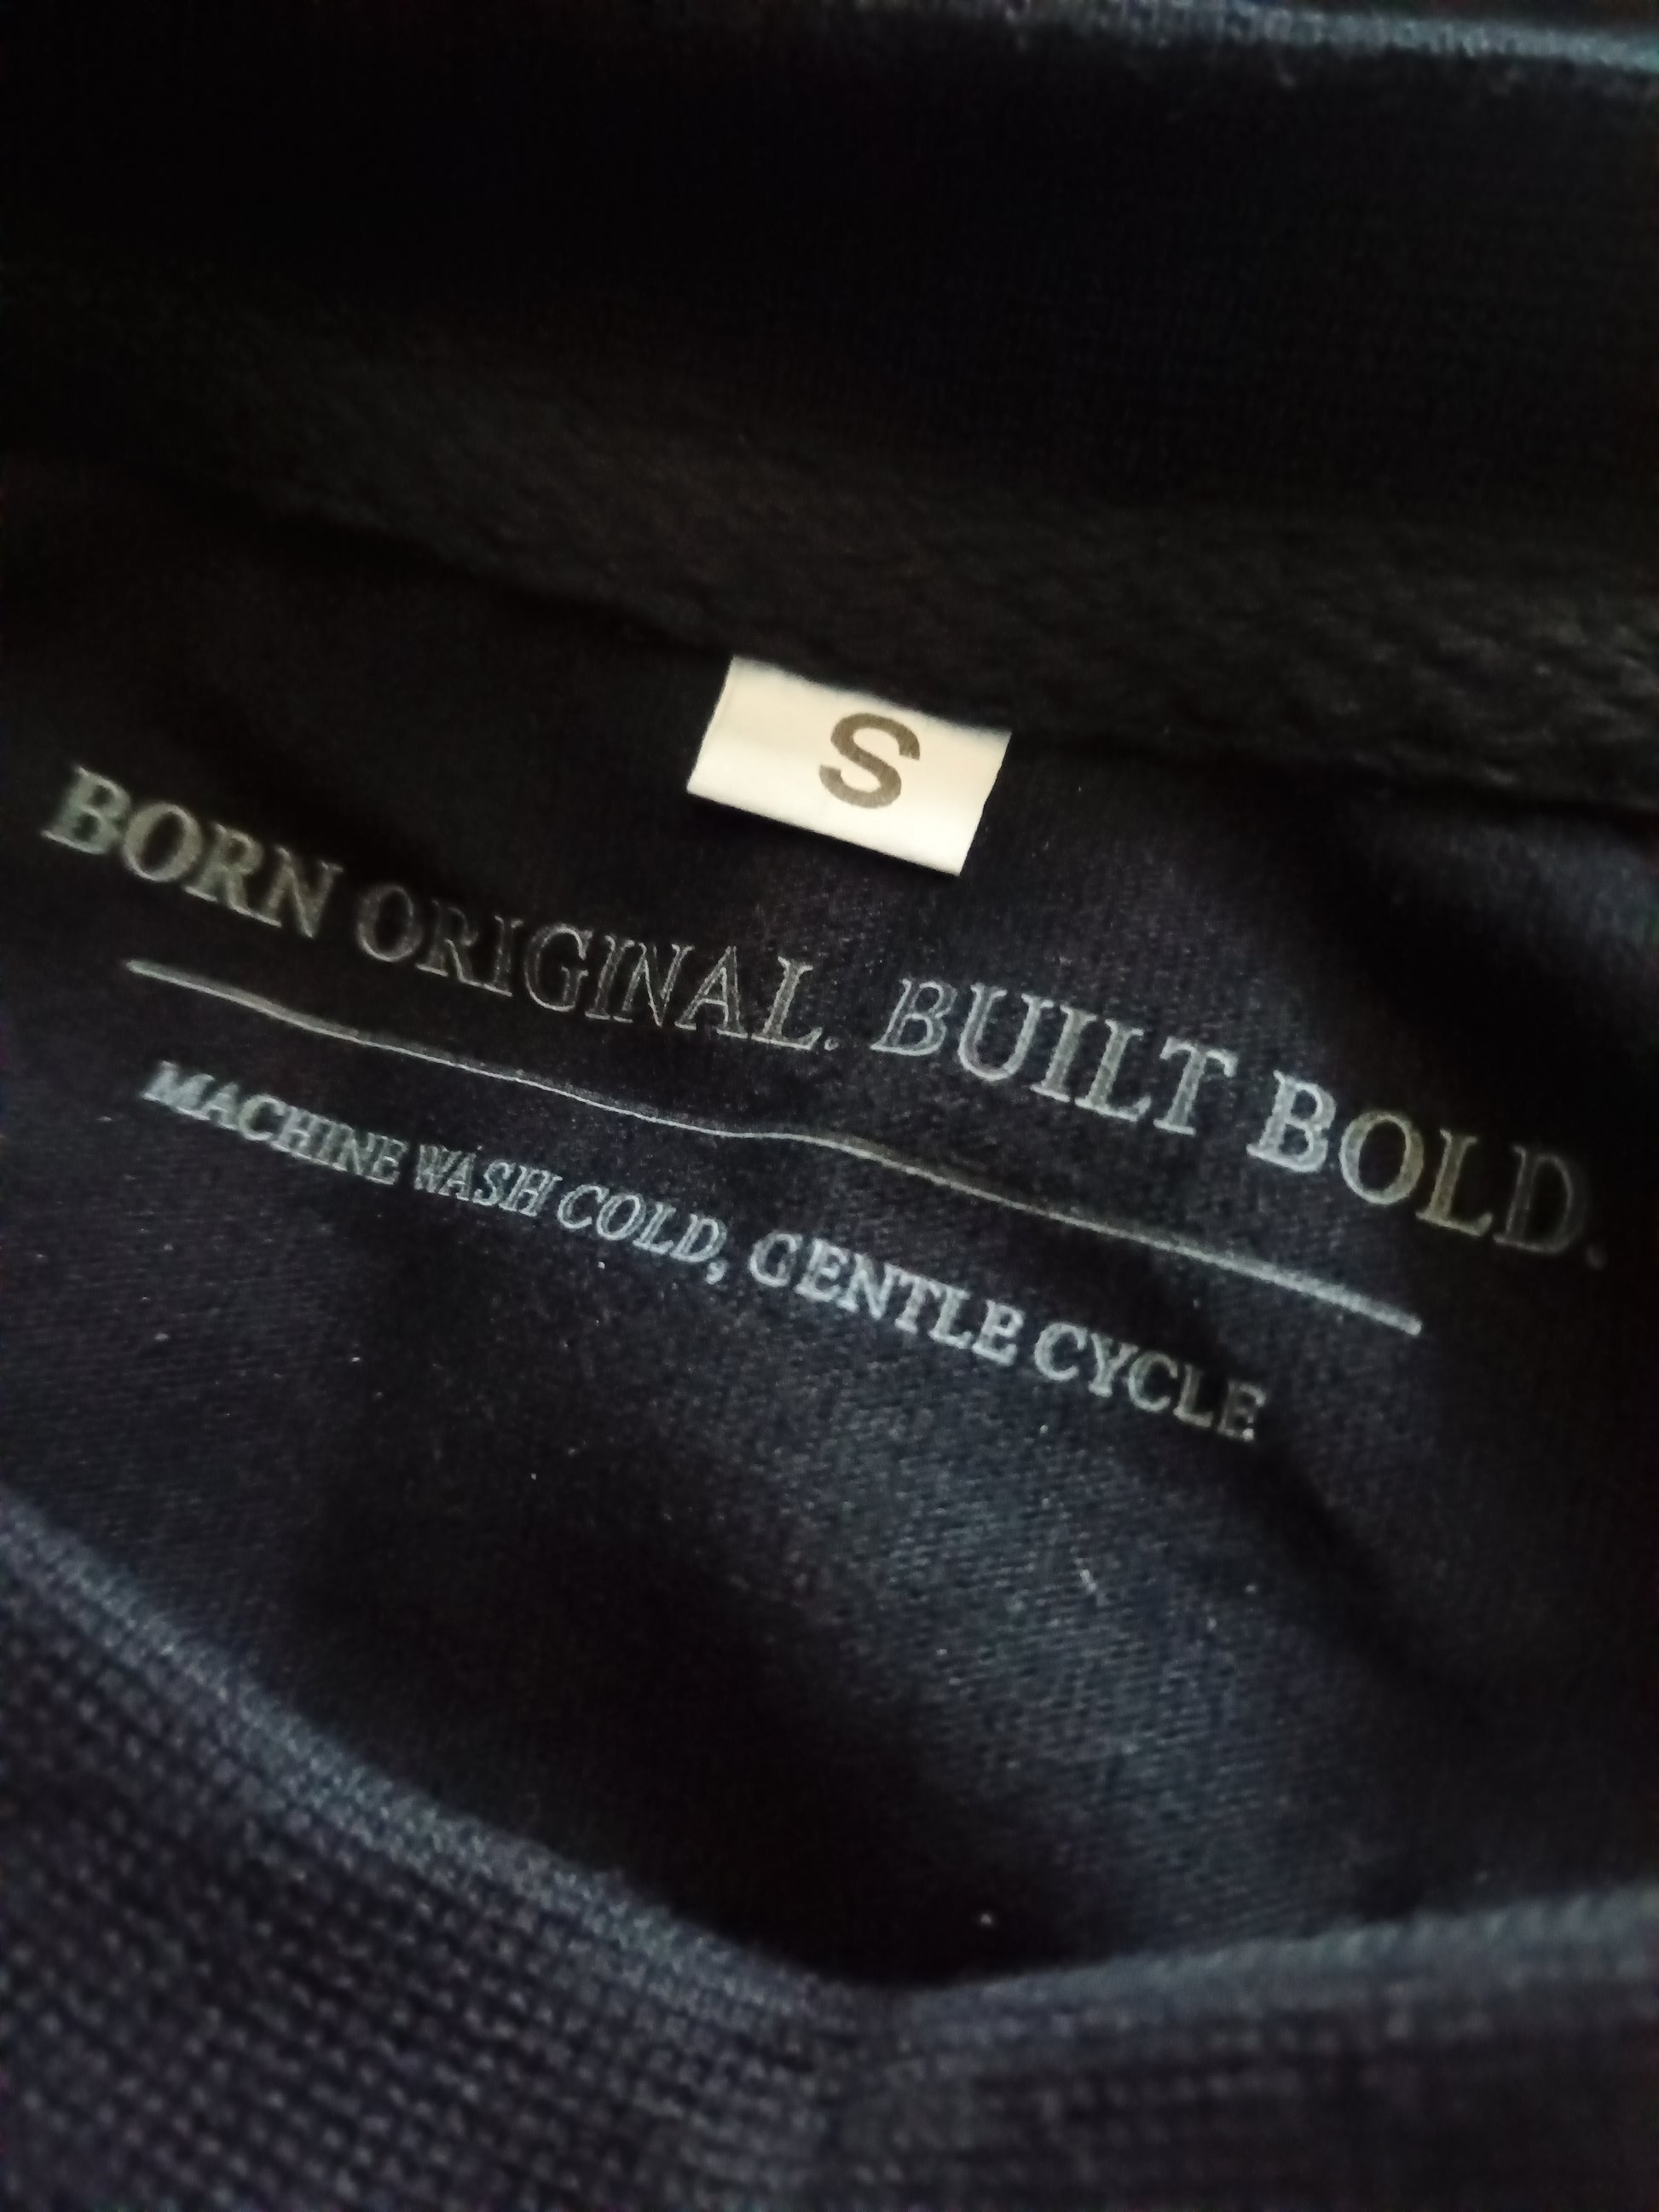 S
BORN ORIGINAL. BUILT BOLD.
MACHINE WASH COLD, GENTLE CYCLE